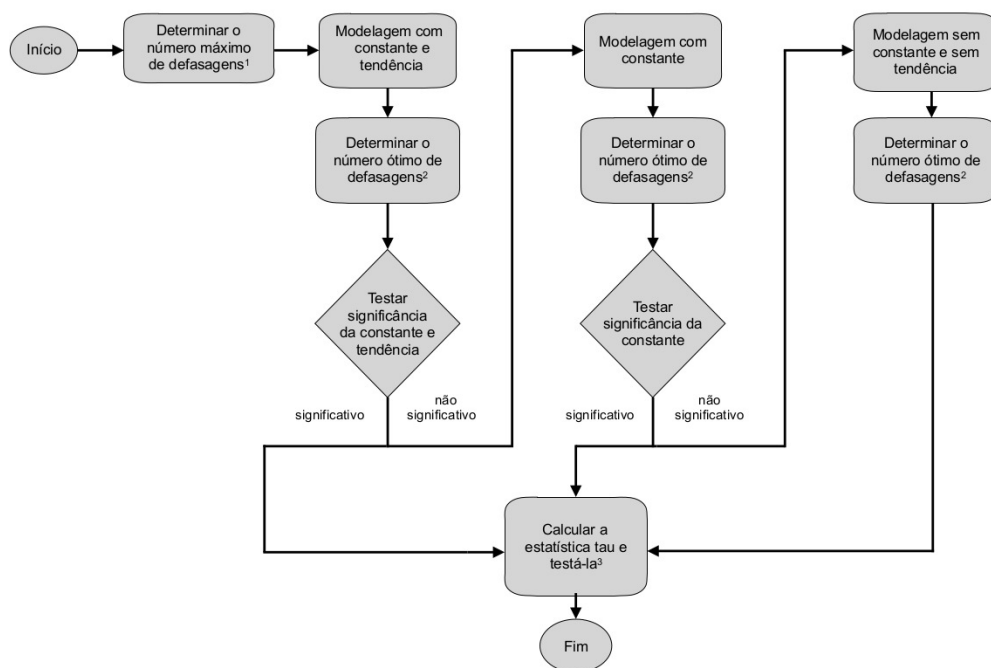 Início
Determinar o
número máximo
de defasagens¹
Modelagem com
constante e
tendência
Modelagem com
constante
Modelagem sem
constante e sem
tendência
Determinar o
número ótimo de
defasagens²
Determinar o
número ótimo de
defasagens²
Determinar o
número ótimo de
defasagens²
Testar
significância
da constante e
tendência
Testar
significância da
constante
significativo
não
significativo
significativo
não
significativo
Calcular a
estatística tau e
testá-la³
Fim